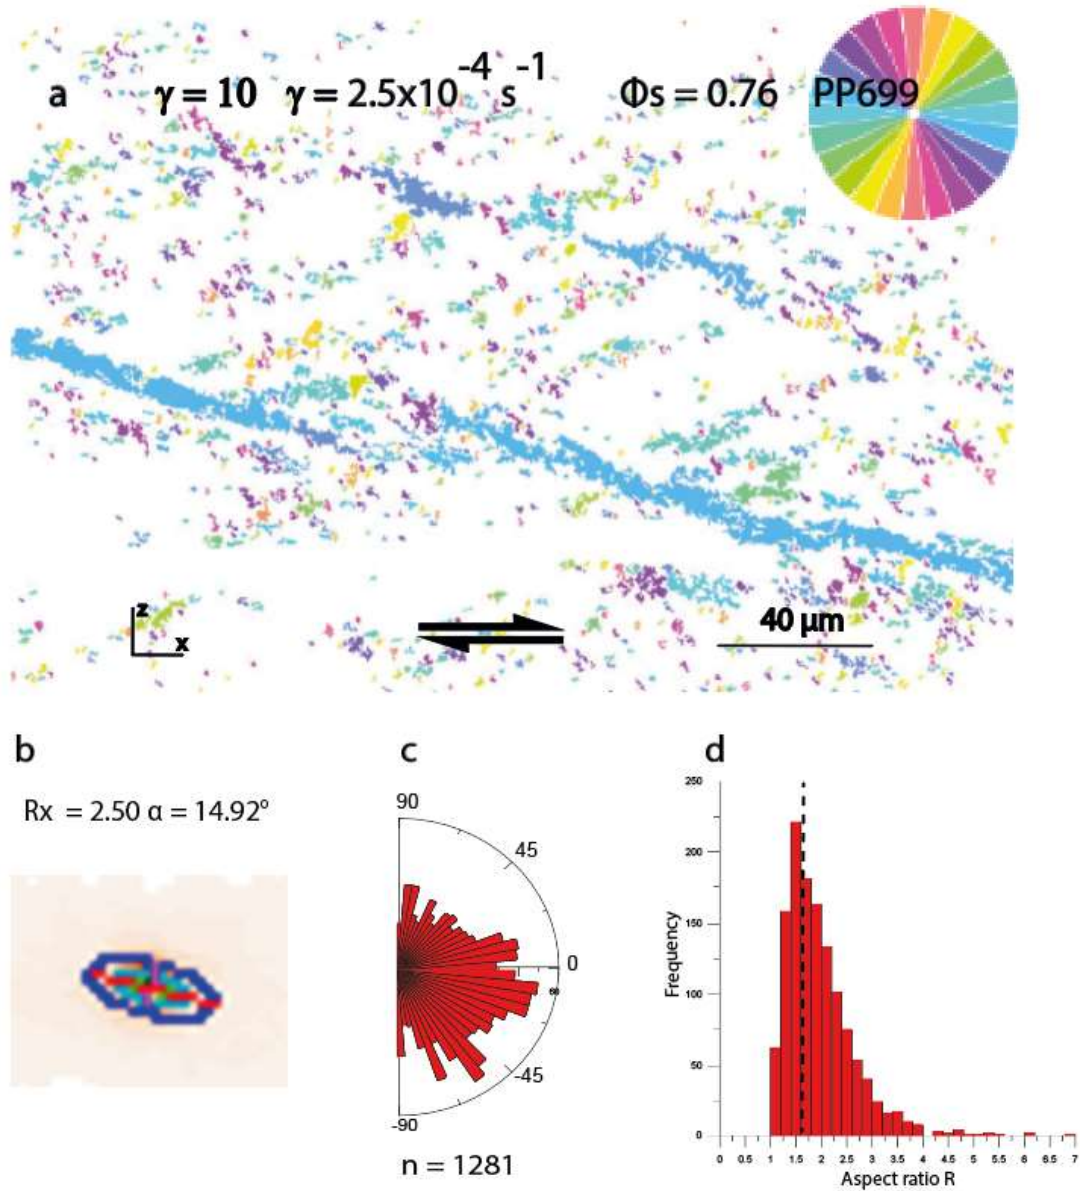 a γ = 10 γ = 2.5x10⁻⁴ s⁻¹ Φs = 0.76 PP699
z
x
40 µm
b
Rx = 2.50 α = 14.92°
c
90
45
0
60
-45
-90
n = 1281
d
Frequency
250
200
150
100
50
0
0 0.5 1 1.5 2 2.5 3 3.5 4 4.5 5 5.5 6 6.5 7
Aspect ratio R